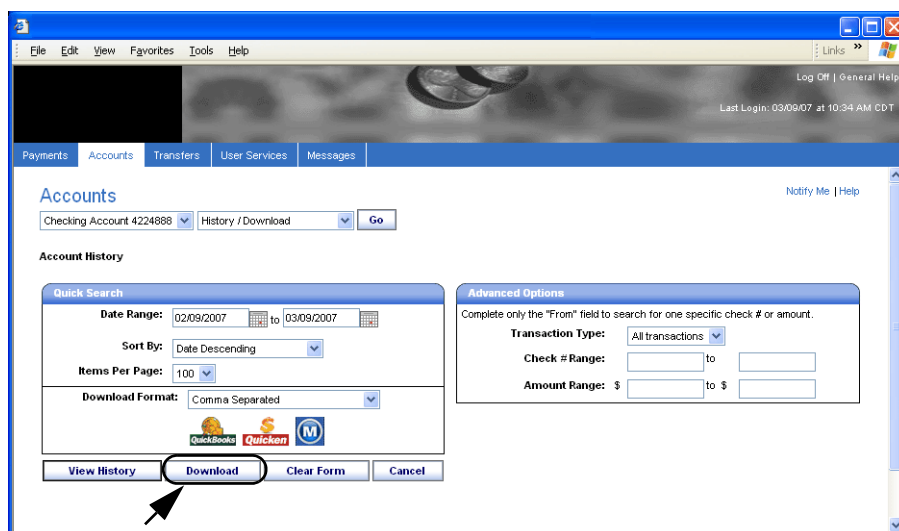 File Edit View Favorites Tools Help Links »
Log Off | General Help
Last Login: 03/09/07 at 10:34 AM CDT
Payments Accounts Transfers User Services Messages
Accounts
Notify Me | Help
Checking Account 4224888 History / Download Go
Account History
Quick Search
Date Range: 02/09/2007 to 03/09/2007
Sort By: Date Descending
Items Per Page: 100
Download Format: Comma Separated
QuickBooks Quicken M
View History Download Clear Form Cancel
Advanced Options
Complete only the "From" field to search for one specific check # or amount.
Transaction Type: All transactions
Check # Range: to
Amount Range: $ to $